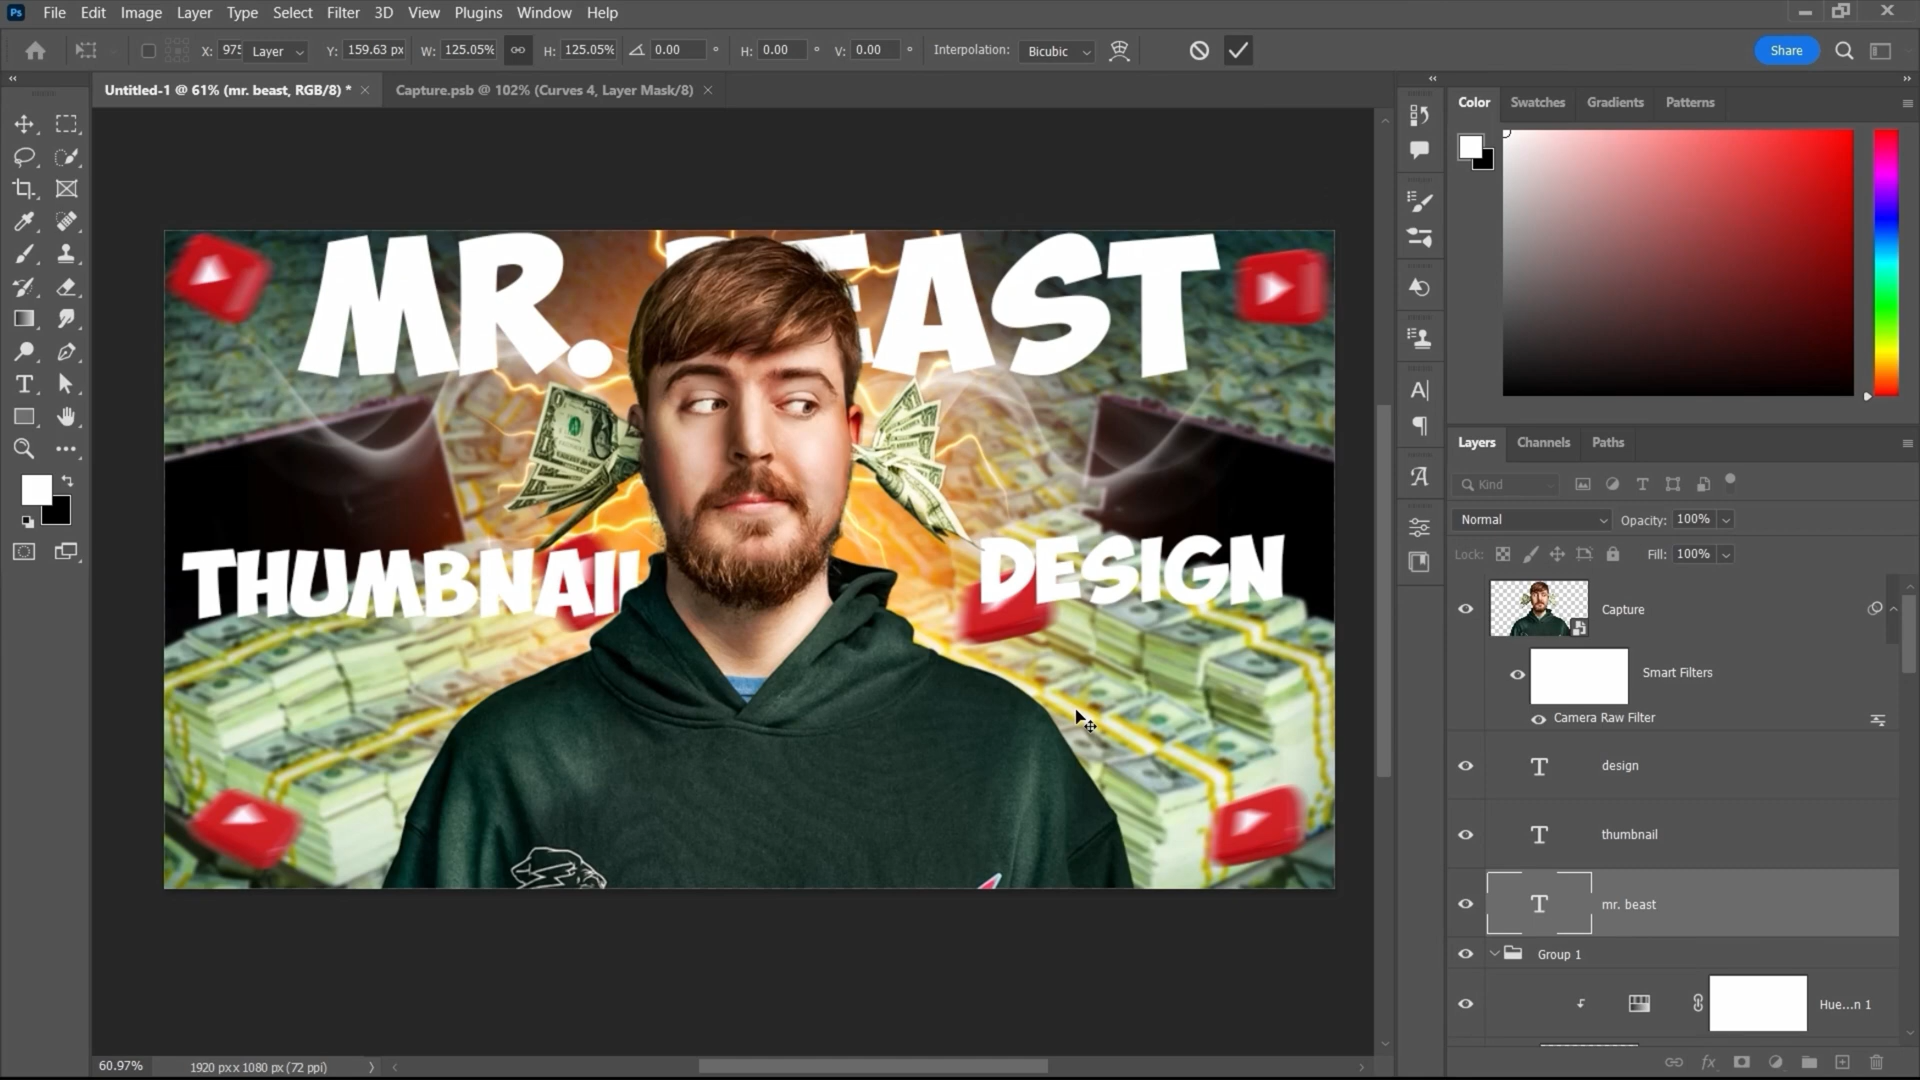 Ps File Edit Image Layer Type Select Filter 3D View Plugins Window Help
X: 975 Layer Y: 159.63 px W: 125.05% H: 125.05% 0.00 ° H: 0.00 ° V: 0.00 ° Interpolation: Bicubic Share
Untitled-1 @ 61% (mr. beast, RGB/8) * × Capture.psb @ 102% (Curves 4, Layer Mask/8) ×
Color Swatches Gradients Patterns
MR. BEAST
THUMBNAIL DESIGN
Layers Channels Paths
Kind
Normal Opacity: 100%
Lock: Fill: 100%
Capture
Smart Filters
Camera Raw Filter
design
thumbnail
mr. beast
Group 1
Hue...n 1
60.97% 1920 px x 1080 px (72 ppi)